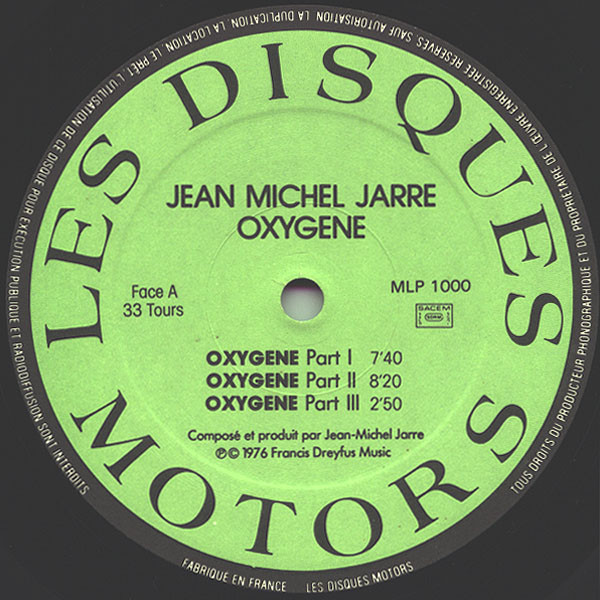 LES DISQUES
MOTORS
JEAN MICHEL JARRE
OXYGENE
Face A
33 Tours
MLP 1000
SACEM
SDRM
OXYGENE Part I 7'40
OXYGENE Part II 8'20
OXYGENE Part III 2'50
Composé et produit par Jean-Michel Jarre
℗ © 1976 Francis Dreyfus Music
TOUS DROITS DU PRODUCTEUR PHONOGRAPHIQUE ET DU PROPRIETAIRE DE L'ŒUVRE ENREGISTREE RESERVES. SAUF AUTORISATION, LA DUPLICATION, LA LOCATION, LE PRÊT, L'UTILISATION DE CE DISQUE POUR EXECUTION PUBLIQUE ET RADIODIFFUSION SONT INTERDITS
FABRIQUE EN FRANCE LES DISQUES MOTORS